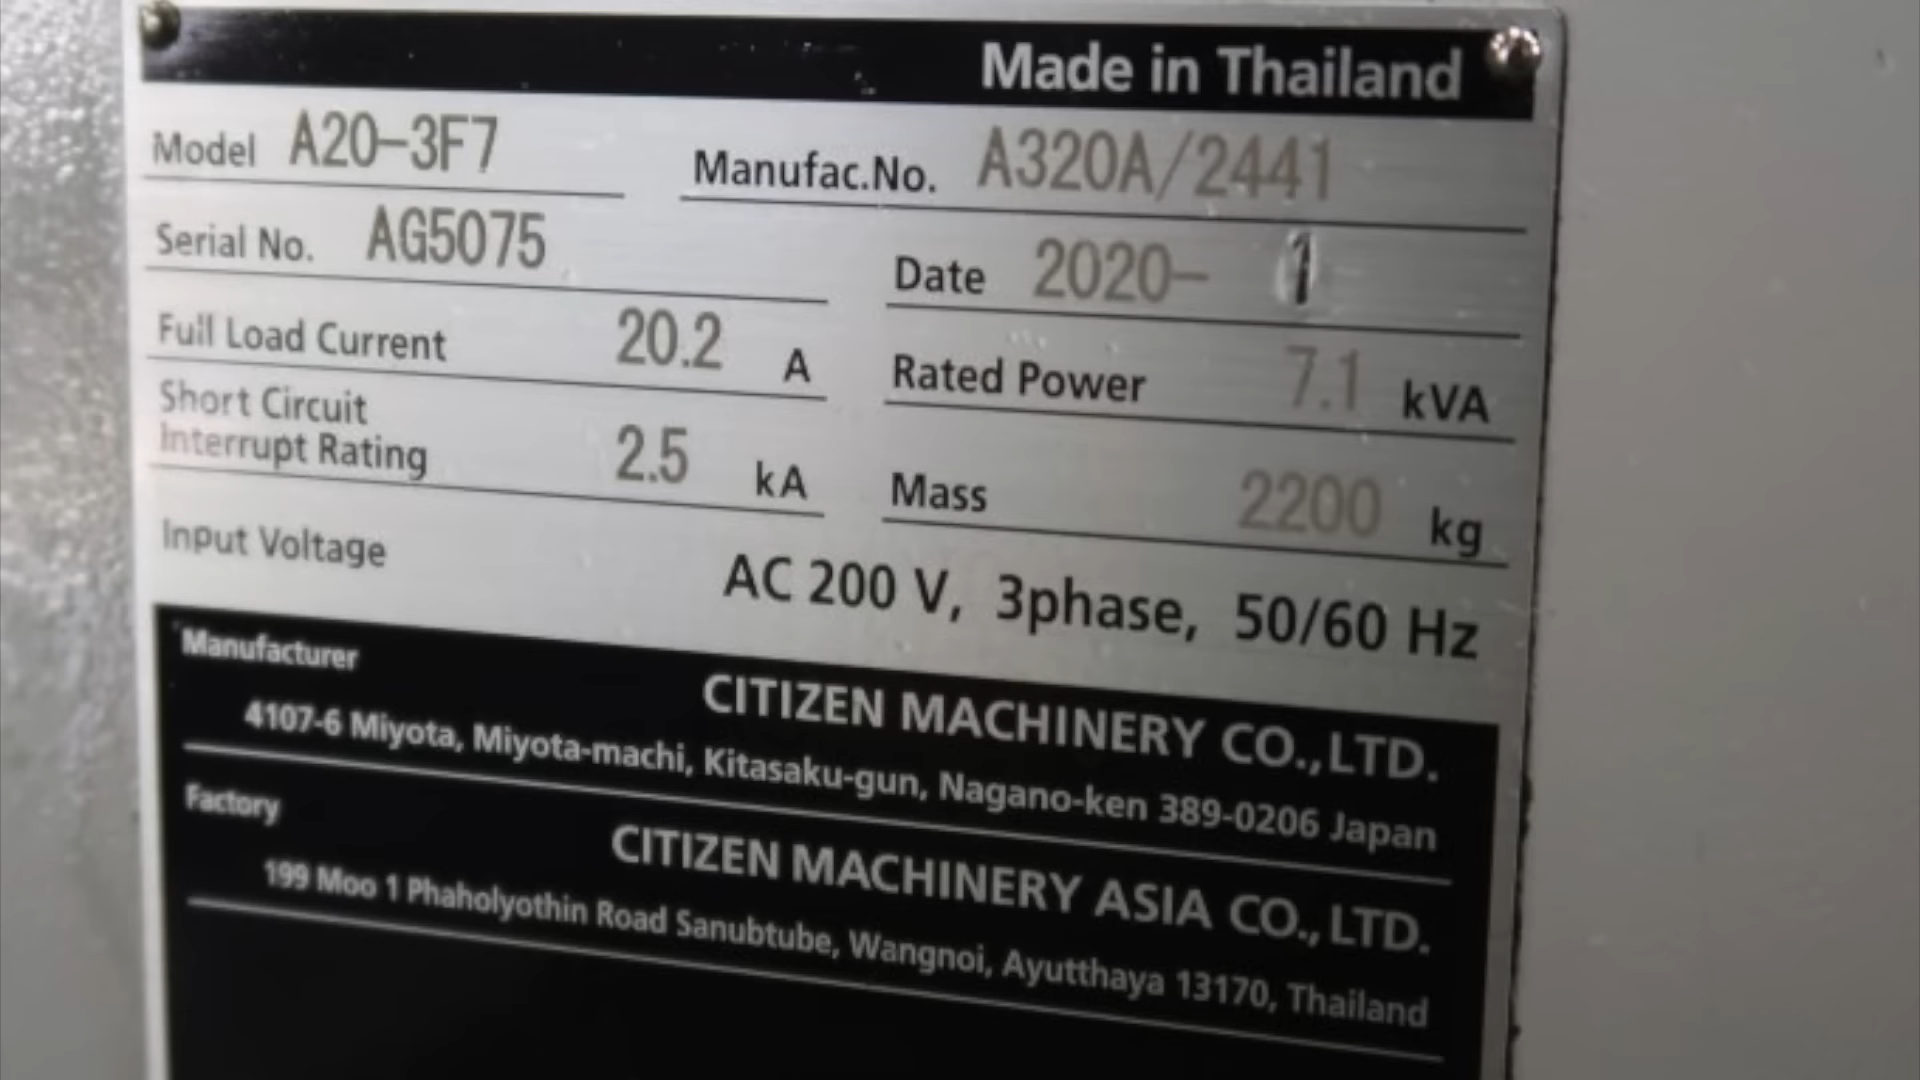 Made in Thailand
Model A20-3F7 Manufac.No. A320A/2441
Serial No. AG5075 Date 2020- 1
Full Load Current 20.2 A Rated Power 7.1 kVA
Short Circuit
Interrupt Rating 2.5 kA Mass 2200 kg
Input Voltage AC 200 V, 3phase, 50/60 Hz
Manufacturer
CITIZEN MACHINERY CO.,LTD.
4107-6 Miyota, Miyota-machi, Kitasaku-gun, Nagano-ken 389-0206 Japan
Factory
CITIZEN MACHINERY ASIA CO.,LTD.
199 Moo 1 Phaholyothin Road Sanubtube, Wangnoi, Ayutthaya 13170, Thailand